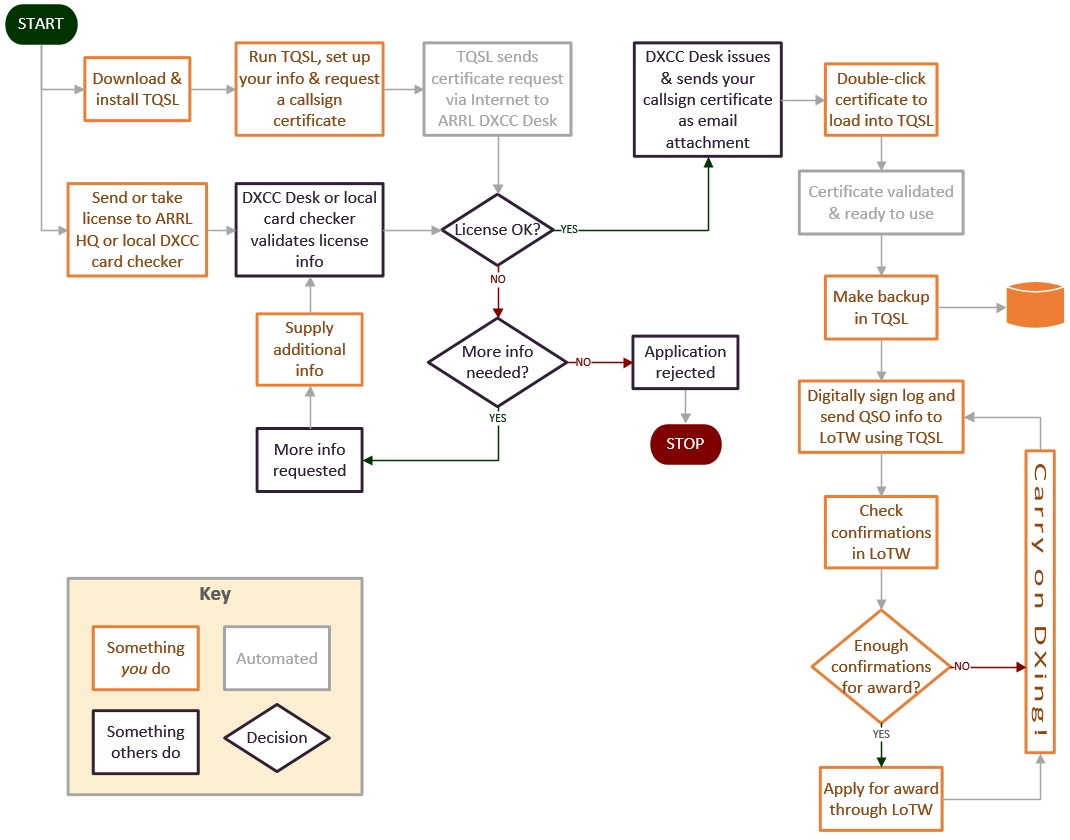 START
Download &
install TQSL
Run TQSL, set up
your info & request
a callsign
certificate
TQSL sends
certificate request
via Internet to
ARRL DXCC Desk
DXCC Desk issues
& sends your
callsign certificate
as email
attachment
Double-click
certificate to
load into TQSL
Send or take
license to ARRL
HQ or local DXCC
card checker
DXCC Desk or local
card checker
validates license
info
License OK?
YES
NO
Certificate validated
& ready to use
Make backup
in TQSL
Supply
additional
info
More info
needed?
NO
YES
Application
rejected
STOP
More info
requested
Digitally sign log and
send QSO info to
LoTW using TQSL
Check
confirmations
in LoTW
Enough
confirmations
for award?
NO
YES
Carry on DXing!
Apply for award
through LoTW
Key
Something
you do
Automated
Something
others do
Decision